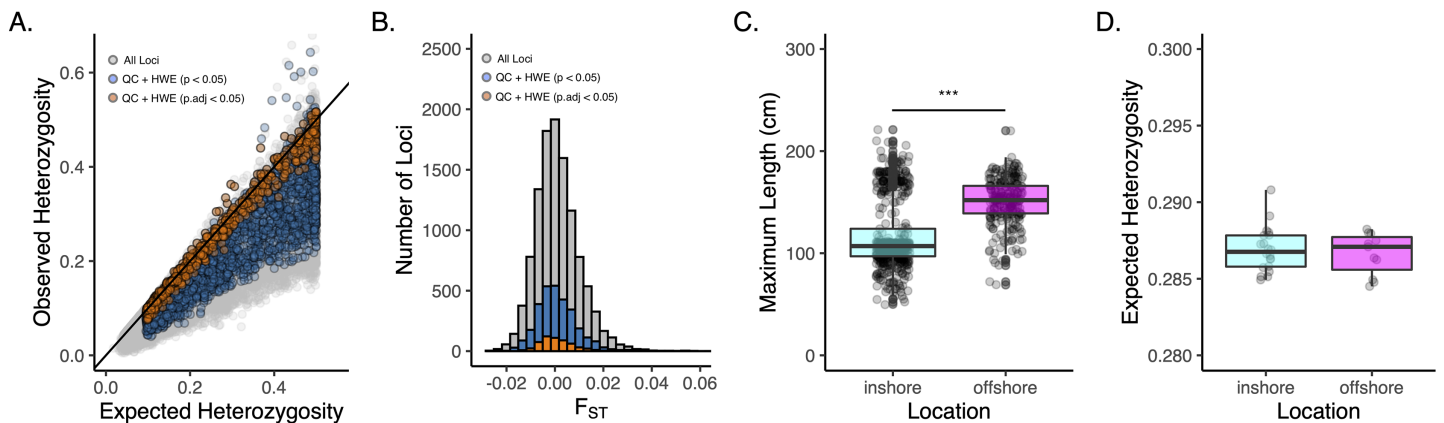 A.
Observed Heterozygosity
0.6
0.4
0.2
0.0
All Loci
QC + HWE (p < 0.05)
QC + HWE (p.adj < 0.05)
0.0 0.2 0.4
Expected Heterozygosity
B.
Number of Loci
2500
2000
1500
1000
500
0
All Loci
QC + HWE (p < 0.05)
QC + HWE (p.adj < 0.05)
-0.02 0.00 0.02 0.04 0.06
FST
C.
Maximum Length (cm)
300
200
100
0
***
inshore offshore
Location
D.
Expected Heterozygosity
0.300
0.295
0.290
0.285
0.280
inshore offshore
Location